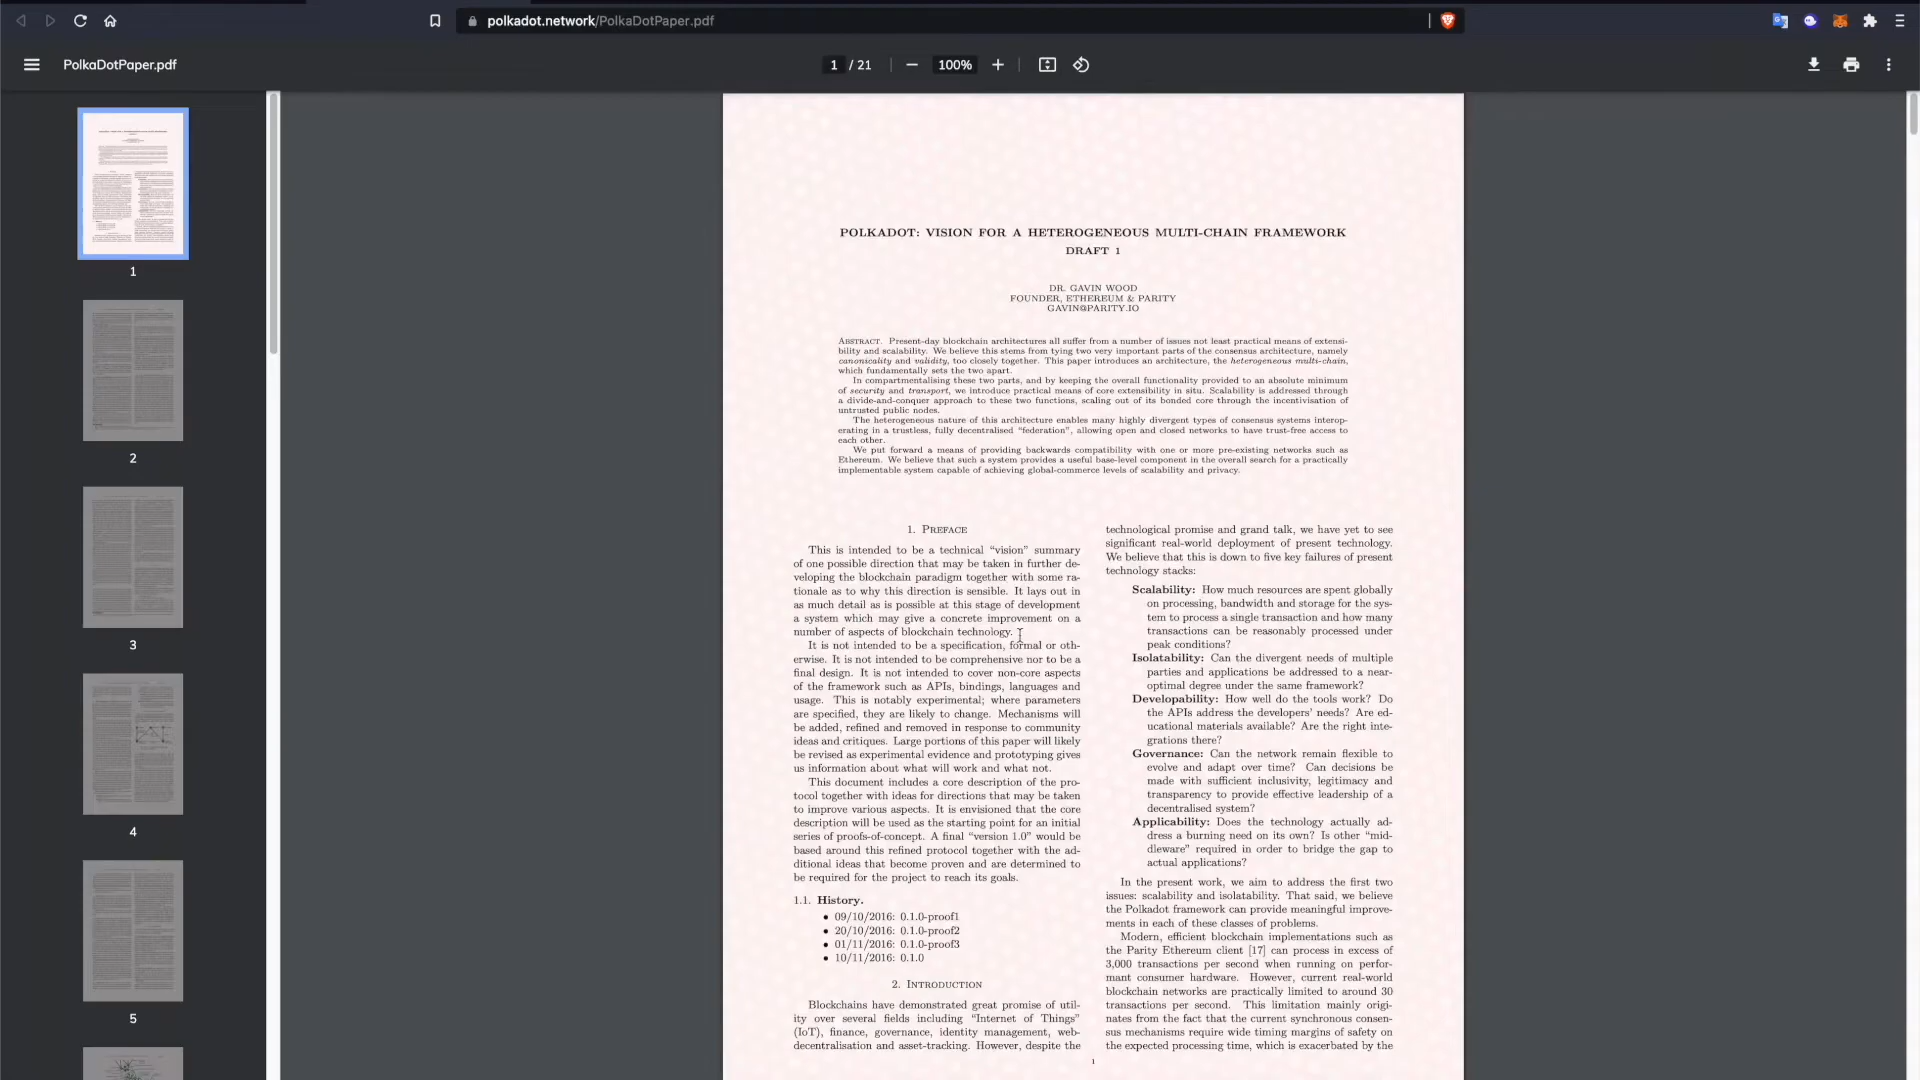 polkadot.network/PolkaDotPaper.pdf
PolkaDotPaper.pdf
1 / 21
100%
1
2
3
4
5
POLKADOT: VISION FOR A HETEROGENEOUS MULTI-CHAIN FRAMEWORK
DRAFT 1
DR. GAVIN WOOD
FOUNDER, ETHEREUM & PARITY
GAVIN@PARITY.IO
Abstract. Present-day blockchain architectures all suffer from a number of issues not least practical means of extensi-
bility and scalability. We believe this stems from tying two very important parts of the consensus architecture, namely
canonicality and validity, too closely together. This paper introduces an architecture, the heterogeneous multi-chain,
which fundamentally sets the two apart.
In compartmentalising these two parts, and by keeping the overall functionality provided to an absolute minimum
of security and transport, we introduce practical means of core extensibility in situ. Scalability is addressed through
a divide-and-conquer approach to these two functions, scaling out of its bonded core through the incentivisation of
untrusted public nodes.
The heterogeneous nature of this architecture enables many highly divergent types of consensus systems interop-
erating in a trustless, fully decentralised “federation”, allowing open and closed networks to have trust-free access to
each other.
We put forward a means of providing backwards compatibility with one or more pre-existing networks such as
Ethereum. We believe that such a system provides a useful base-level component in the overall search for a practically
implementable system capable of achieving global-commerce levels of scalability and privacy.
1. Preface
This is intended to be a technical “vision” summary
of one possible direction that may be taken in further de-
veloping the blockchain paradigm together with some ra-
tionale as to why this direction is sensible. It lays out in
as much detail as is possible at this stage of development
a system which may give a concrete improvement on a
number of aspects of blockchain technology.
It is not intended to be a specification, formal or oth-
erwise. It is not intended to be comprehensive nor to be a
final design. It is not intended to cover non-core aspects
of the framework such as APIs, bindings, languages and
usage. This is notably experimental; where parameters
are specified, they are likely to change. Mechanisms will
be added, refined and removed in response to community
ideas and critiques. Large portions of this paper will likely
be revised as experimental evidence and prototyping gives
us information about what will work and what not.
This document includes a core description of the pro-
tocol together with ideas for directions that may be taken
to improve various aspects. It is envisioned that the core
description will be used as the starting point for an initial
series of proofs-of-concept. A final “version 1.0” would be
based around this refined protocol together with the ad-
ditional ideas that become proven and are determined to
be required for the project to reach its goals.
1.1. History.
• 09/10/2016: 0.1.0-proof1
• 20/10/2016: 0.1.0-proof2
• 01/11/2016: 0.1.0-proof3
• 10/11/2016: 0.1.0
2. Introduction
Blockchains have demonstrated great promise of util-
ity over several fields including “Internet of Things”
(IoT), finance, governance, identity management, web-
decentralisation and asset-tracking. However, despite the
technological promise and grand talk, we have yet to see
significant real-world deployment of present technology.
We believe that this is down to five key failures of present
technology stacks:
Scalability: How much resources are spent globally
on processing, bandwidth and storage for the sys-
tem to process a single transaction and how many
transactions can be reasonably processed under
peak conditions?
Isolatability: Can the divergent needs of multiple
parties and applications be addressed to a near-
optimal degree under the same framework?
Developability: How well do the tools work? Do
the APIs address the developers’ needs? Are ed-
ucational materials available? Are the right inte-
grations there?
Governance: Can the network remain flexible to
evolve and adapt over time? Can decisions be
made with sufficient inclusivity, legitimacy and
transparency to provide effective leadership of a
decentralised system?
Applicability: Does the technology actually ad-
dress a burning need on its own? Is other “mid-
dleware” required in order to bridge the gap to
actual applications?
In the present work, we aim to address the first two
issues: scalability and isolatability. That said, we believe
the Polkadot framework can provide meaningful improve-
ments in each of these classes of problems.
Modern, efficient blockchain implementations such as
the Parity Ethereum client [17] can process in excess of
3,000 transactions per second when running on perfor-
mant consumer hardware. However, current real-world
blockchain networks are practically limited to around 30
transactions per second. This limitation mainly origi-
nates from the fact that the current synchronous consen-
sus mechanisms require wide timing margins of safety on
the expected processing time, which is exacerbated by the
1